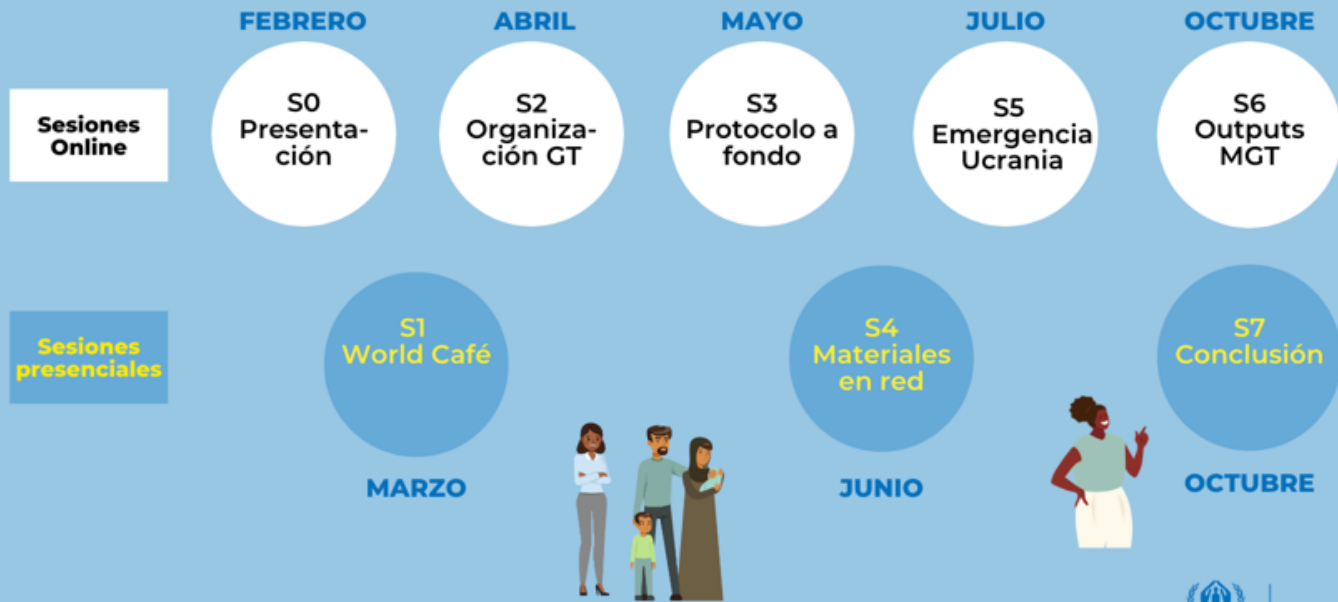 FEBRERO
ABRIL
MAYO
JULIO
OCTUBRE
Sesiones
Online
S0
Presenta-
ción
S2
Organiza-
ción GT
S3
Protocolo a
fondo
S5
Emergencia
Ucrania
S6
Outputs
MGT
Sesiones
presenciales
S1
World Café
S4
Materiales
en red
S7
Conclusión
MARZO
JUNIO
OCTUBRE